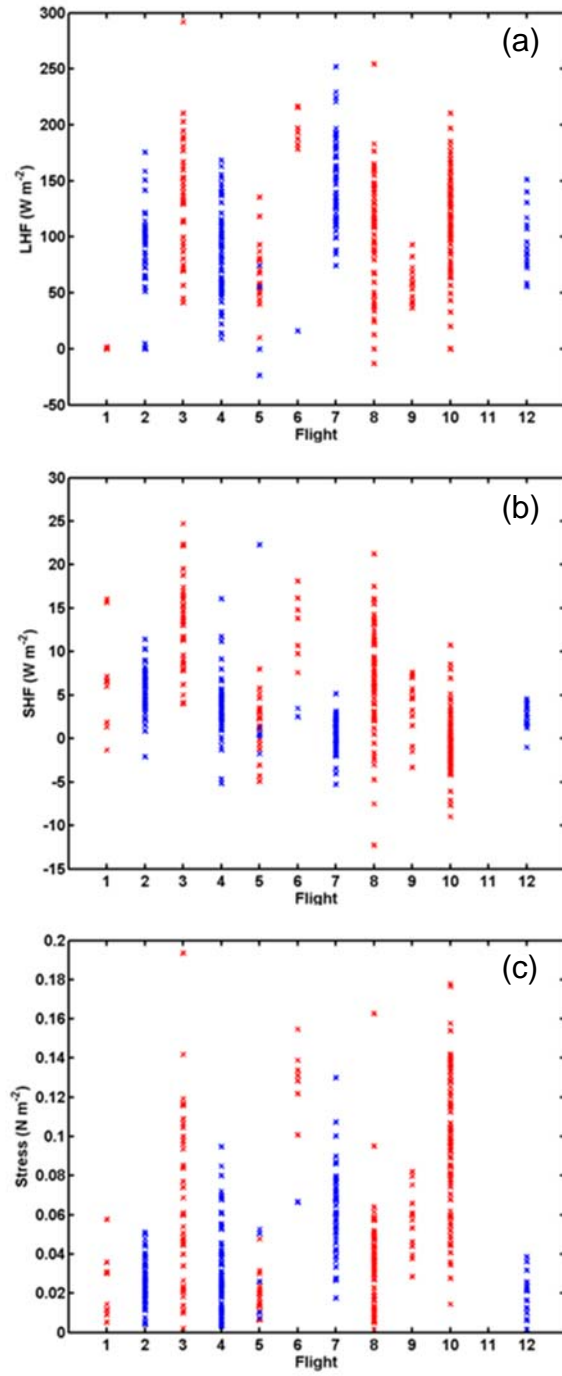 (a)
300
250
200
150
100
50
0
-50
LHF (W m⁻²)
1 2 3 4 5 6 7 8 9 10 11 12
Flight
(b)
30
25
20
15
10
5
0
-5
-10
-15
SHF (W m⁻²)
1 2 3 4 5 6 7 8 9 10 11 12
Flight
(c)
0.2
0.18
0.16
0.14
0.12
0.1
0.08
0.06
0.04
0.02
0
Stress (N m⁻²)
1 2 3 4 5 6 7 8 9 10 11 12
Flight